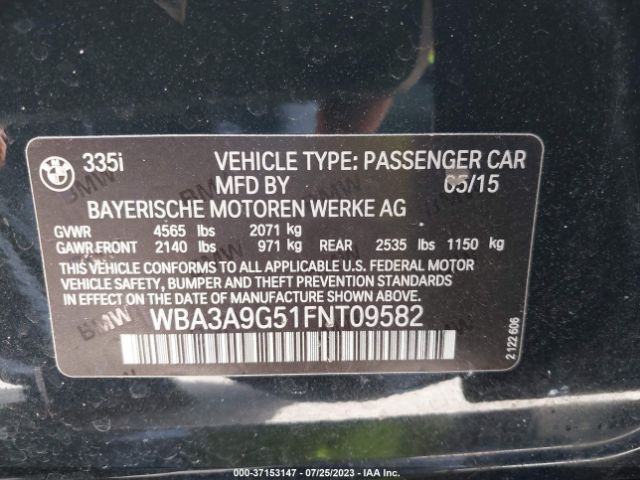 335i VEHICLE TYPE: PASSENGER CAR
MFD BY 05/15
BAYERISCHE MOTOREN WERKE AG
GVWR 4565 lbs 2071 kg
GAWR FRONT 2140 lbs 971 kg REAR 2535 lbs 1150 kg
THIS VEHICLE CONFORMS TO ALL APPLICABLE U.S. FEDERAL MOTOR
VEHICLE SAFETY, BUMPER AND THEFT PREVENTION STANDARDS
IN EFFECT ON THE DATE OF MANUFACTURE SHOWN ABOVE.
WBA3A9G51FNT09582
2 122 606
000-37153147 - 07/25/2023 - IAA Inc.